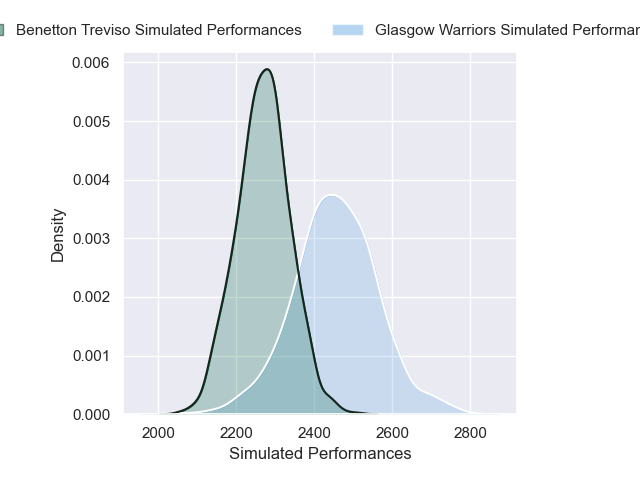 Benetton Treviso Simulated Performances
Glasgow Warriors Simulated
0.006
0.005
0.004
0.003
0.002
0.001
0.000
Density
2000 2200 2400 2600 2800
Simulated Performances